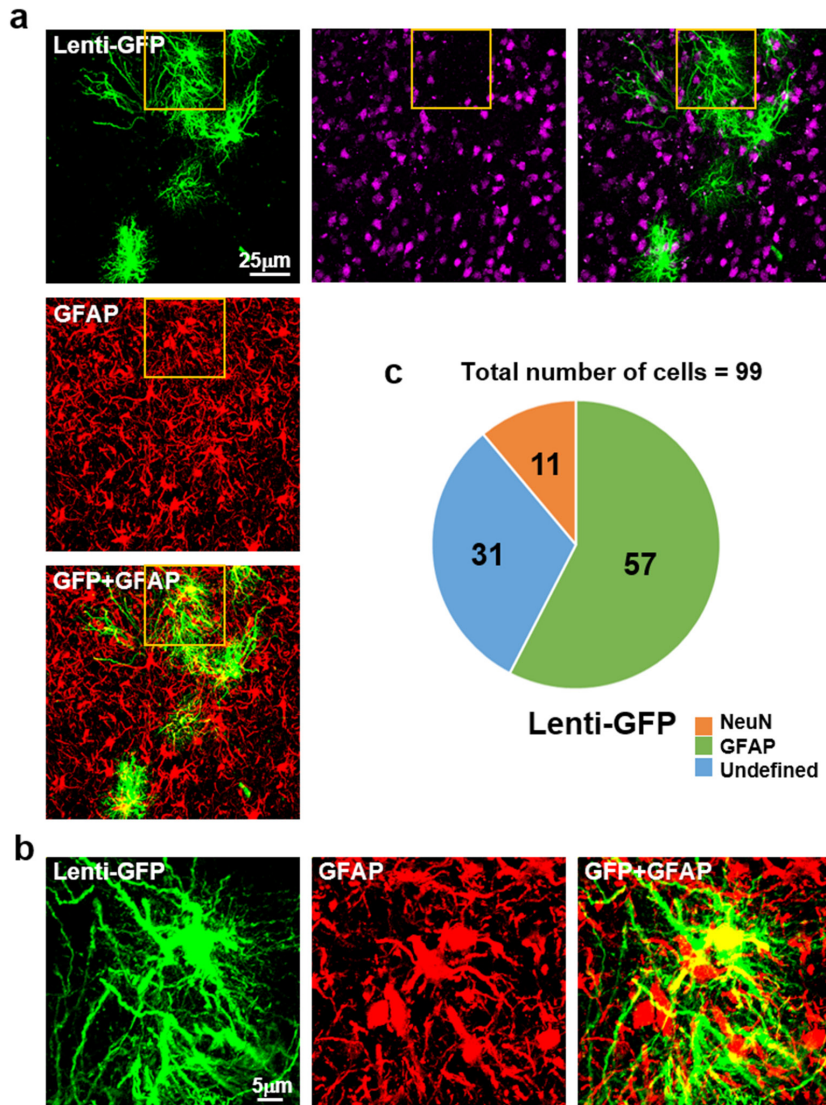 a
Lenti-GFP
25μm
GFAP
GFP+GFAP
c
Total number of cells = 99
11
31
57
Lenti-GFP
NeuN
GFAP
Undefined
b
Lenti-GFP
GFAP
GFP+GFAP
5μm